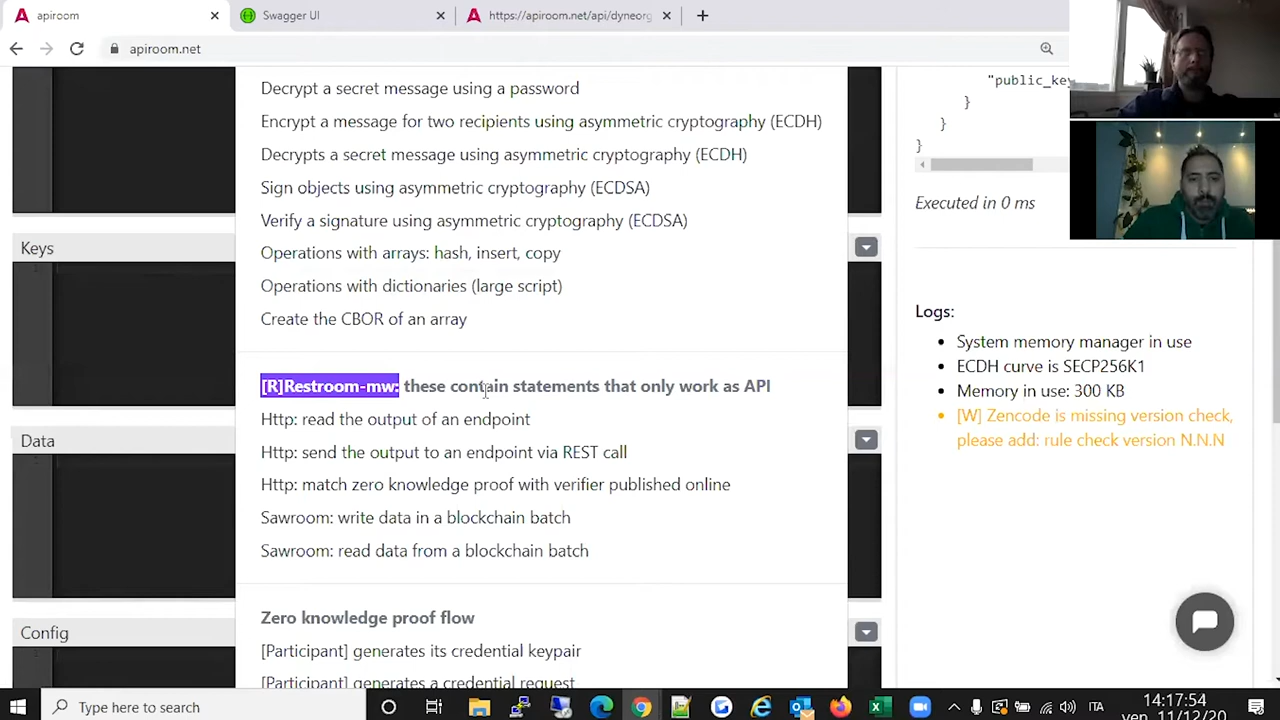 apiroom
Swagger UI
https://apiroom.net/api/dyneorg
apiroom.net
Decrypt a secret message using a password
Encrypt a message for two recipients using asymmetric cryptography (ECDH)
Decrypts a secret message using asymmetric cryptography (ECDH)
Sign objects using asymmetric cryptography (ECDSA)
Verify a signature using asymmetric cryptography (ECDSA)
Operations with arrays: hash, insert, copy
Operations with dictionaries (large script)
Create the CBOR of an array
[R]Restroom-mw: these contain statements that only work as API
Http: read the output of an endpoint
Http: send the output to an endpoint via REST call
Http: match zero knowledge proof with verifier published online
Sawroom: write data in a blockchain batch
Sawroom: read data from a blockchain batch
Zero knowledge proof flow
[Participant] generates its credential keypair
[Participant] generates a credential request
Keys
1
Data
1
Config
1
"public_key
}
}
}
Executed in 0 ms
Logs:
System memory manager in use
ECDH curve is SECP256K1
Memory in use: 300 KB
[W] Zencode is missing version check,
please add: rule check version N.N.N
Type here to search
ITA
14:17:54
ven 11/12/20